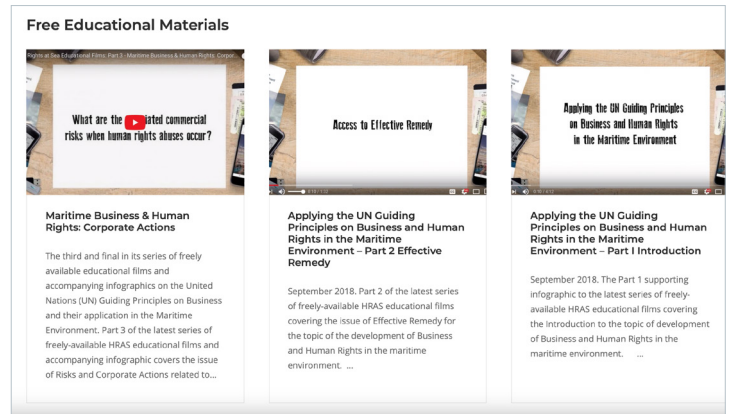 Free Educational Materials
Rights at Sea Educational Films: Part 3 - Maritime Business & Human Rights: Corpor...
What are the
iated commercial
risks when human rights abuses occur?
Maritime Business & Human
Rights: Corporate Actions
The third and final in its series of freely
available educational films and
accompanying infographics on the United
Nations (UN) Guiding Principles on Business
and their application in the Maritime
Environment. Part 3 of the latest series of
freely-available HRAS educational films and
accompanying infographic covers the issue
of Risks and Corporate Actions related to...
Access to Effective Remedy
0:10 / 7:22
Applying the UN Guiding
Principles on Business and Human
Rights in the Maritime
Environment – Part 2 Effective
Remedy
September 2018. Part 2 of the latest series
of freely-available HRAS educational films
covering the issue of Effective Remedy for
the topic of the development of Business
and Human Rights in the maritime
environment. ...
Applying the UN Guiding Principles
on Business and Human Rights
in the Maritime Environment
Applying the UN Guiding
Principles on Business and Human
Rights in the Maritime
Environment – Part I Introduction
September 2018. The Part 1 supporting
infographic to the latest series of freely-
available HRAS educational films covering
the Introduction to the topic of development
of Business and Human Rights in the
maritime environment. ...